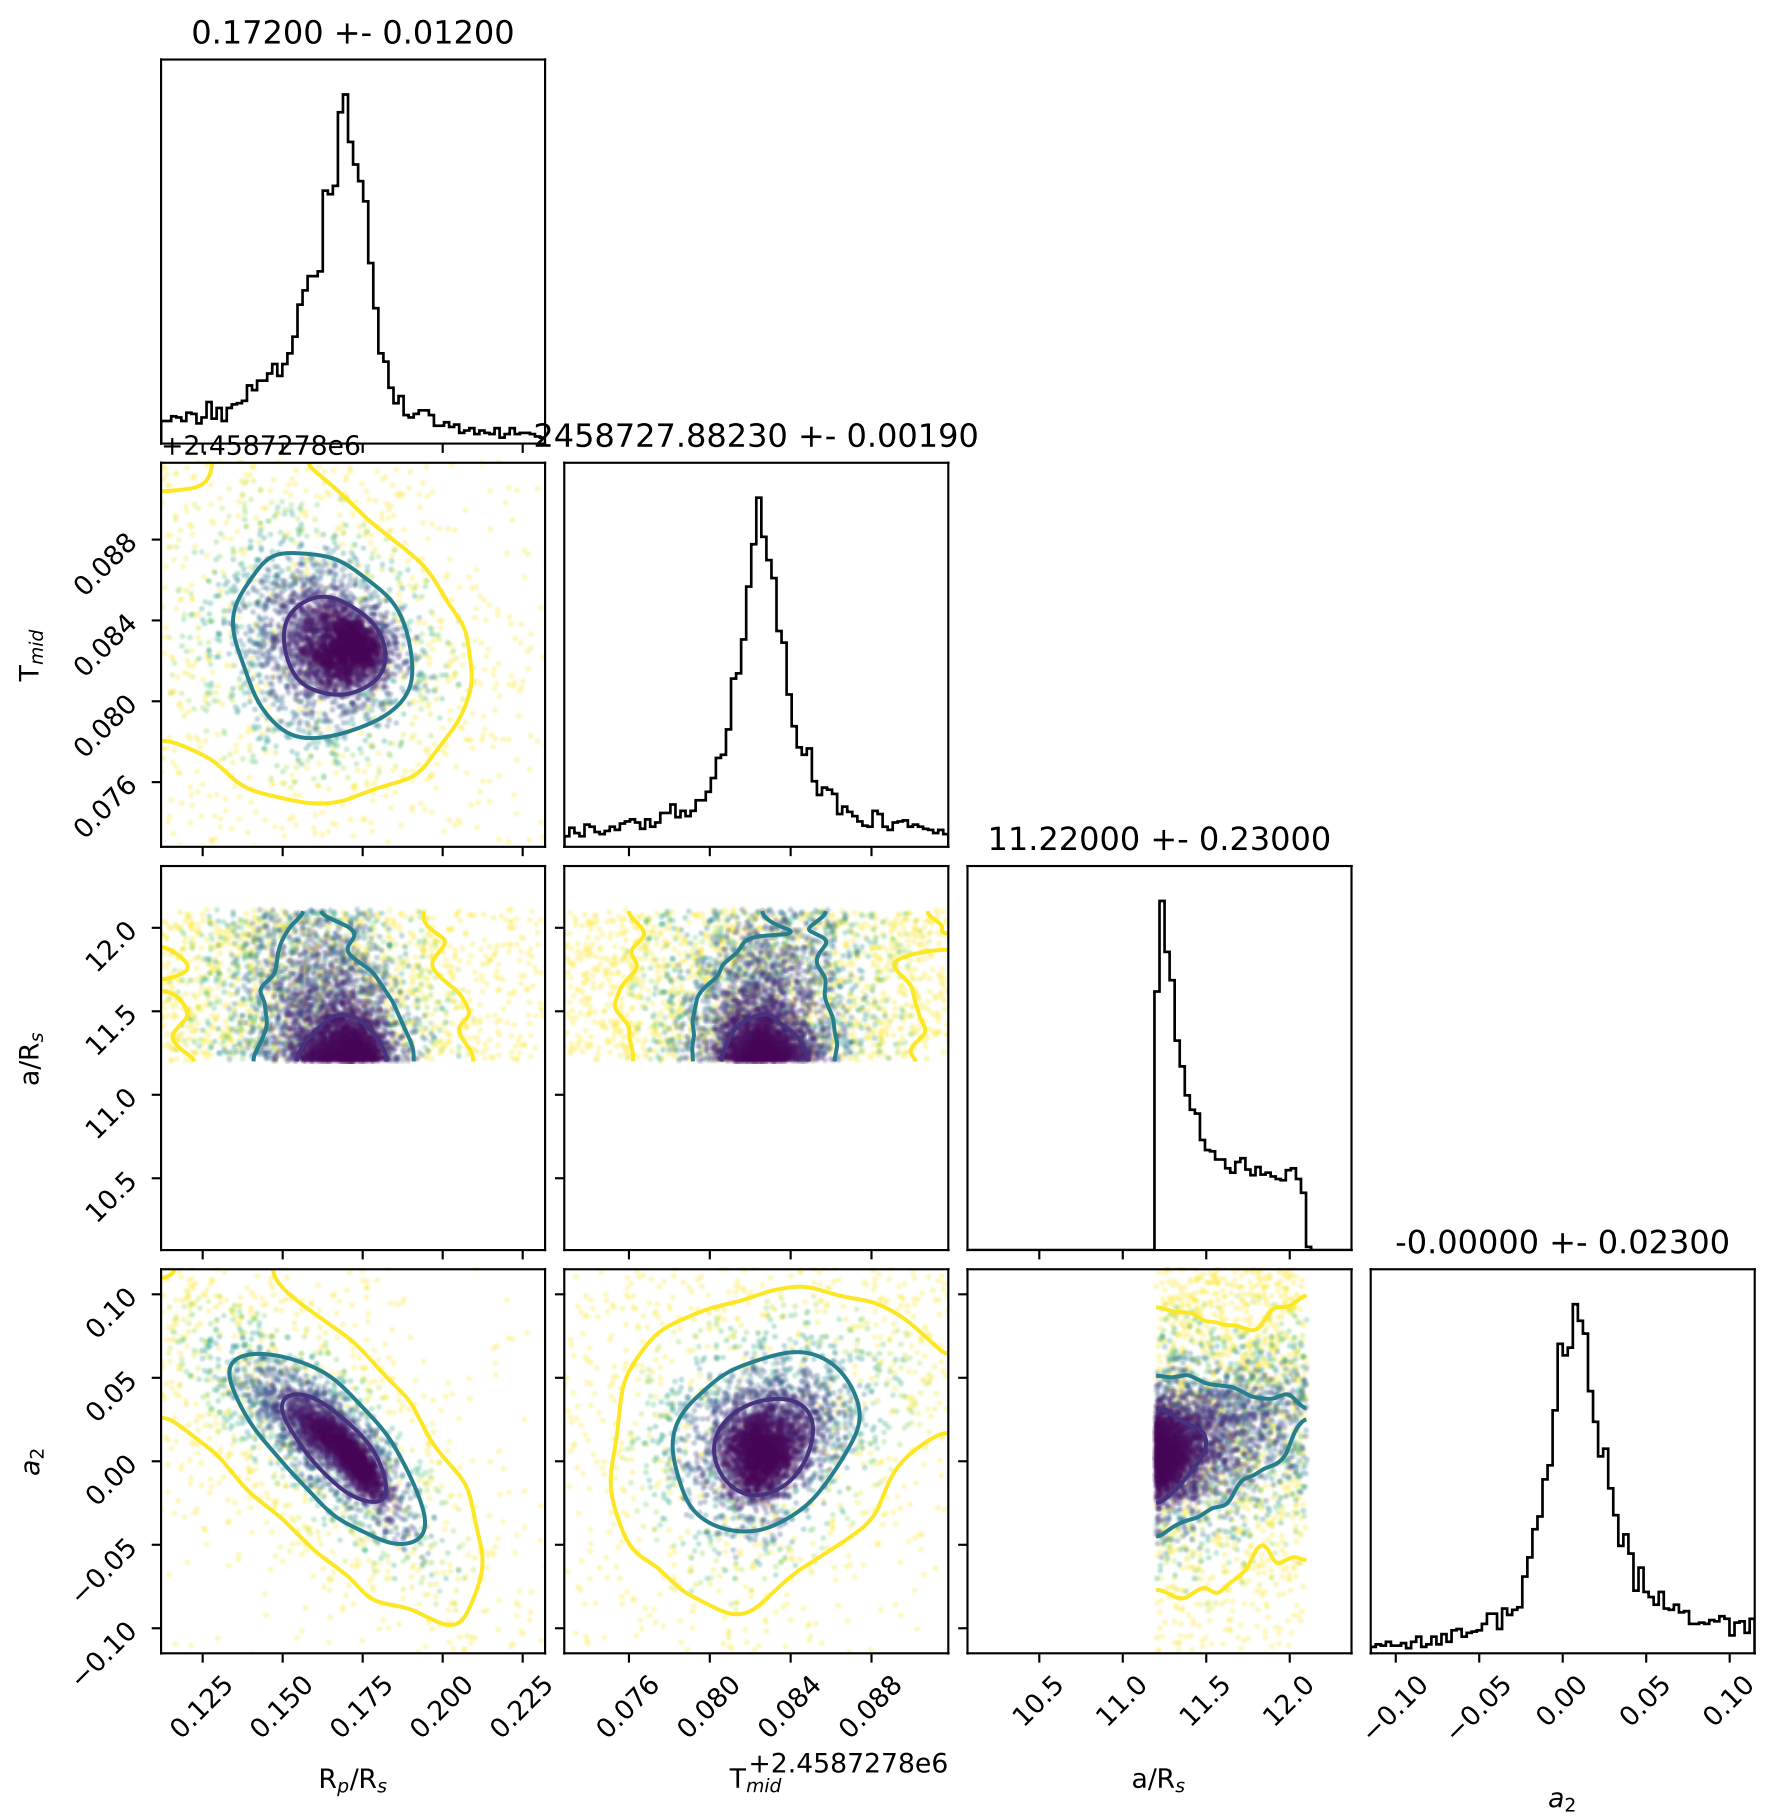 0.17200 +- 0.01200
+2.4587278e6
2458727.88230 +- 0.00190
0.088
0.084
0.080
0.076
T_mid
11.22000 +- 0.23000
12.0
11.5
11.0
10.5
a/R_s
-0.00000 +- 0.02300
0.10
0.05
0.00
−0.05
−0.10
a_2
0.125 0.150 0.175 0.200 0.225
R_p/R_s
0.076 0.080 0.084 0.088
+2.4587278e6
T_mid
10.5 11.0 11.5 12.0
a/R_s
−0.10 −0.05 0.00 0.05 0.10
a_2